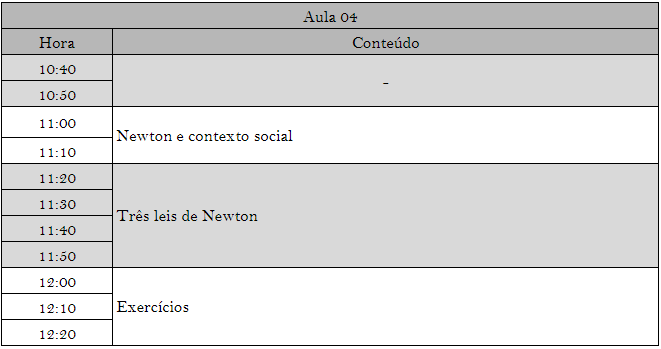 Aula 04
Hora Conteúdo
10:40
-
10:50
11:00
Newton e contexto social
11:10
11:20
11:30
Três leis de Newton
11:40
11:50
12:00
12:10
Exercícios
12:20